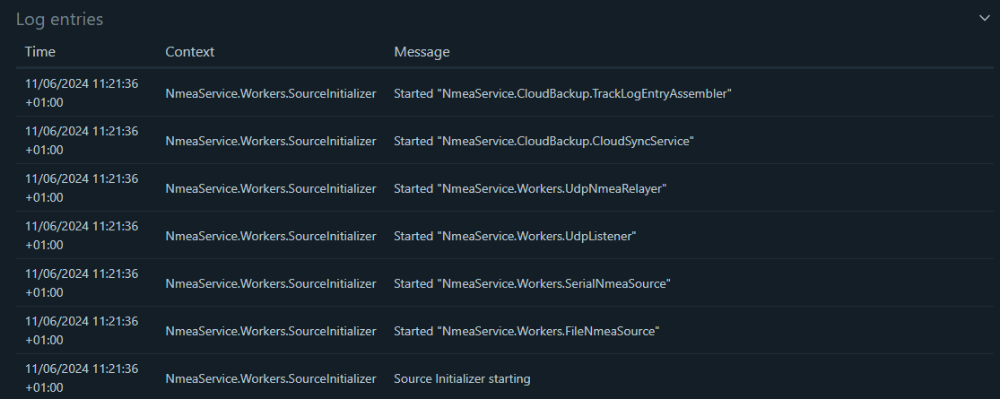 Log entries
Time Context Message
11/06/2024 11:21:36
+01:00 NmeaService.Workers.SourceInitializer Started "NmeaService.CloudBackup.TrackLogEntryAssembler"
11/06/2024 11:21:36
+01:00 NmeaService.Workers.SourceInitializer Started "NmeaService.CloudBackup.CloudSyncService"
11/06/2024 11:21:36
+01:00 NmeaService.Workers.SourceInitializer Started "NmeaService.Workers.UdpNmeaRelayer"
11/06/2024 11:21:36
+01:00 NmeaService.Workers.SourceInitializer Started "NmeaService.Workers.UdpListener"
11/06/2024 11:21:36
+01:00 NmeaService.Workers.SourceInitializer Started "NmeaService.Workers.SerialNmeaSource"
11/06/2024 11:21:36
+01:00 NmeaService.Workers.SourceInitializer Started "NmeaService.Workers.FileNmeaSource"
11/06/2024 11:21:36
+01:00 NmeaService.Workers.SourceInitializer Source Initializer starting